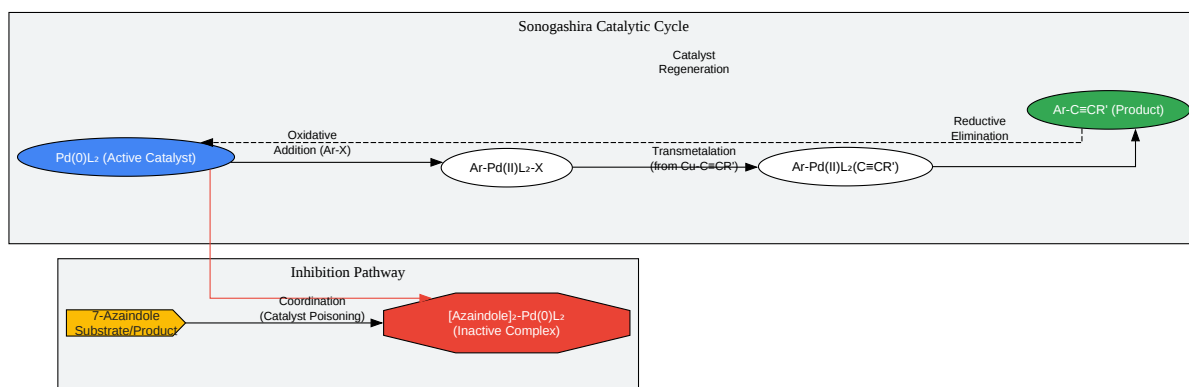 Sonogashira Catalytic Cycle
Catalyst
Regeneration
Ar-C≡CR' (Product)
Reductive
Elimination
Oxidative
Addition (Ar-X)
Pd(0)L₂ (Active Catalyst)
Ar-Pd(II)L₂-X
Transmetalation
(from Cu-C≡CR')
Ar-Pd(II)L₂(C≡CR')
Inhibition Pathway
7-Azaindole
Substrate/Product
Coordination
(Catalyst Poisoning)
[Azaindole]₂-Pd(0)L₂
(Inactive Complex)